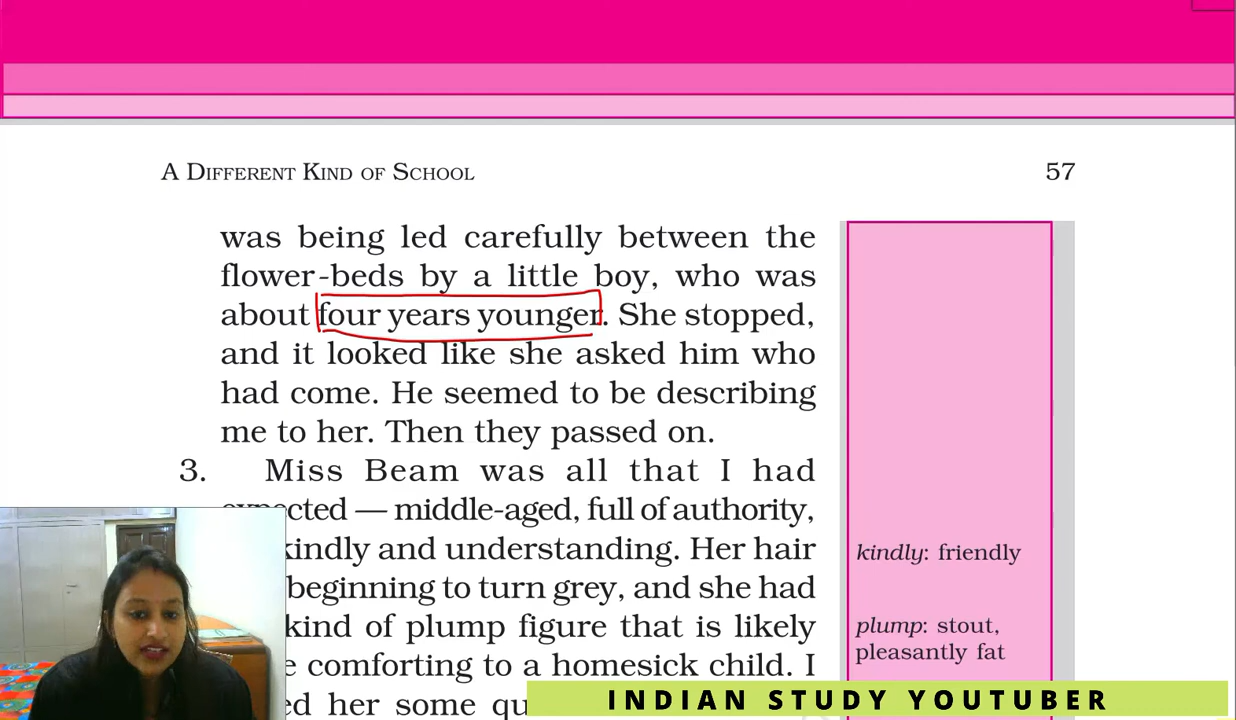 A DIFFERENT KIND OF SCHOOL 57
was being led carefully between the
flower-beds by a little boy, who was
about four years younger. She stopped,
and it looked like she asked him who
had come. He seemed to be describing
me to her. Then they passed on.
3. Miss Beam was all that I had
— middle-aged, full of authority,
kindly and understanding. Her hair
beginning to turn grey, and she had
kind of plump figure that is likely
comforting to a homesick child. I
her some
kindly: friendly
plump: stout,
pleasantly fat
INDIAN STUDY YOUTUBER